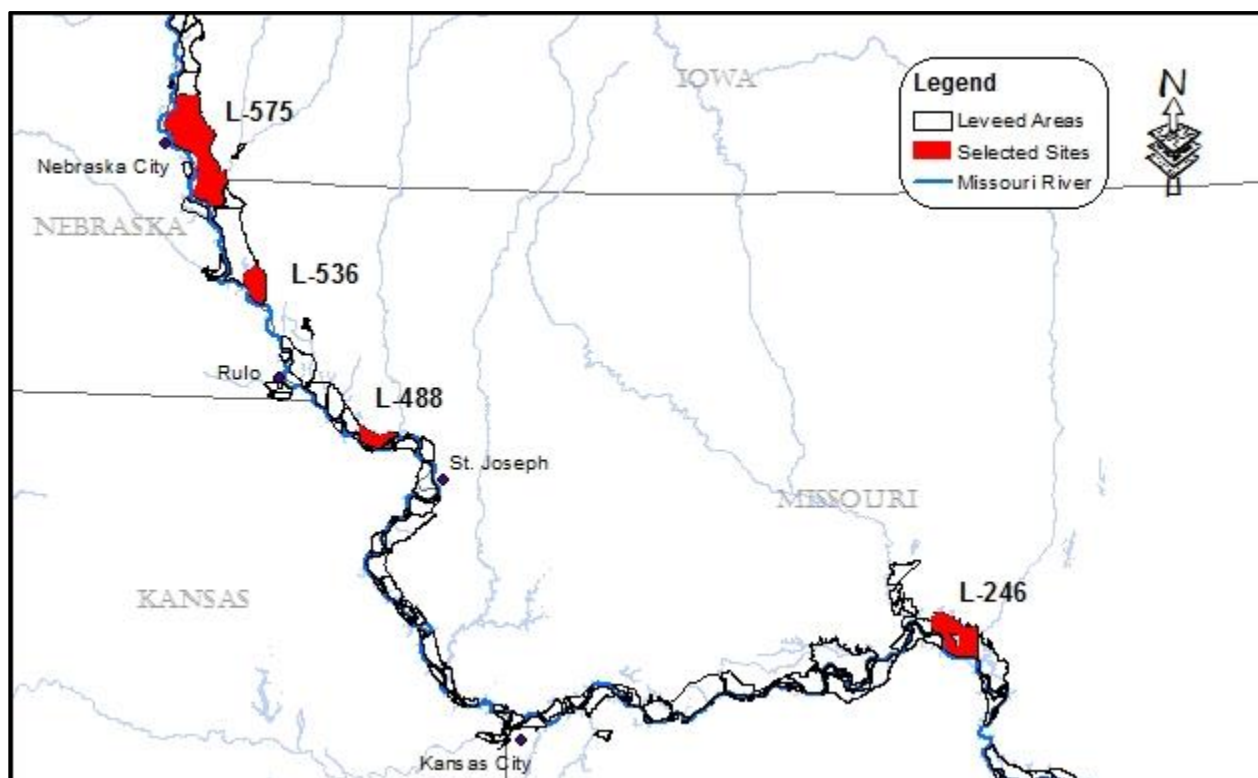 IOWA
N
Legend
Leveed Areas
Selected Sites
Missouri River
L-575
Nebraska City
NEBRASKA
L-536
Rulo
L-488
St. Joseph
MISSOURI
KANSAS
L-246
Kansas City